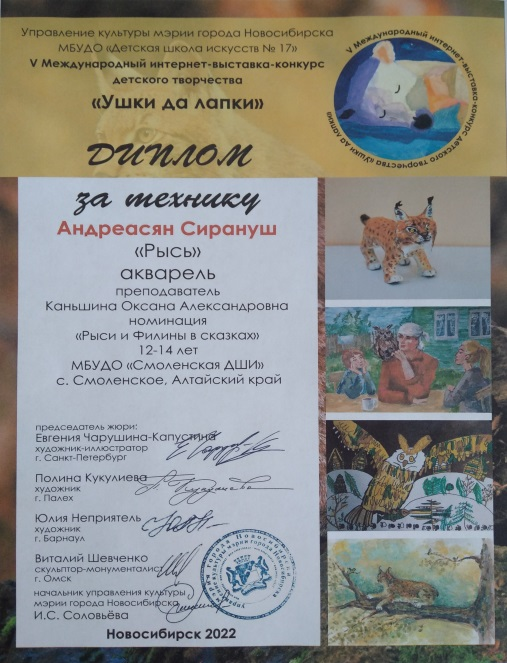 Управление культуры мэрии города Новосибирска
МБУДО «Детская школа искусств № 17»
V Международный интернет-выставка-конкурс
детского творчества
«Ушки да лапки»
V Международный интернет-выставка-конкурс детского творчества «Ушки да лапки»
ДИПЛОМ
за технику
Андреасян Сирануш
«Рысь»
акварель
преподаватель
Каньшина Оксана Александровна
номинация
«Рыси и Филины в сказках»
12-14 лет
МБУДО «Смоленская ДШИ»
с. Смоленское, Алтайский край
председатель жюри:
Евгения Чарушина-Капустина
художник-иллюстратор
г. Санкт-Петербург
Полина Кукулиева
художник
г. Палех
Юлия Неприятель
художник
г. Барнаул
Виталий Шевченко
скульптор-монументалист
г. Омск
начальник управления культуры
мэрии города Новосибирска
И.С. Соловьёва
Новосибирск 2022